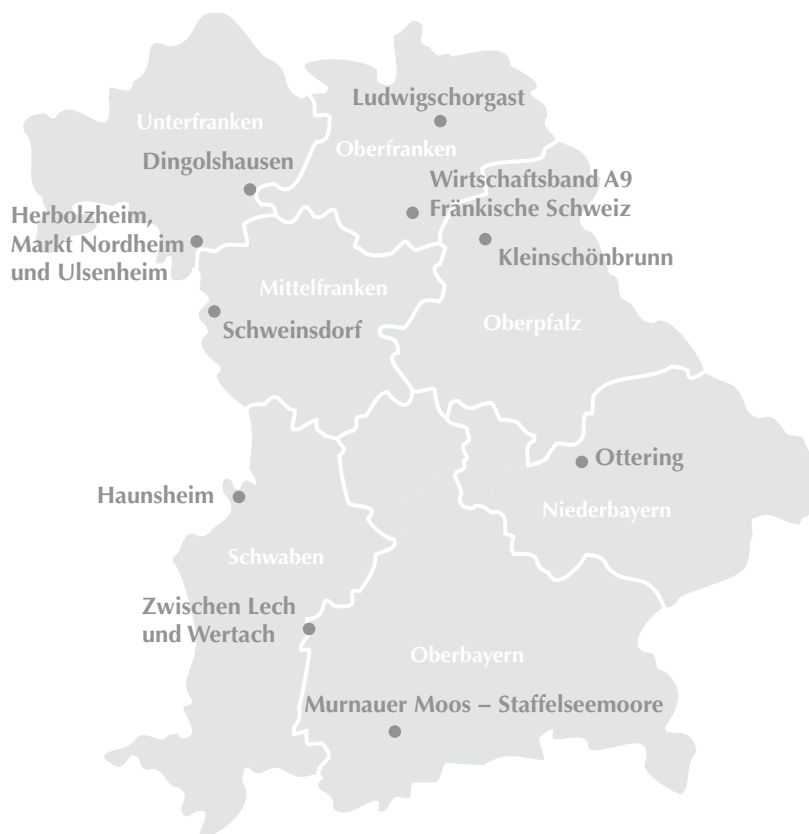 Ludwigschorgast
Unterfranken
Oberfranken
Dingolshausen
Wirtschaftsband A9
Fränkische Schweiz
Herbolzheim,
Markt Nordheim
und Ulsenheim
Kleinschönbrunn
Mittelfranken
Oberpfalz
Schweinsdorf
Ottering
Haunsheim
Niederbayern
Schwaben
Zwischen Lech
und Wertach
Oberbayern
Murnauer Moos – Staffelseemoore